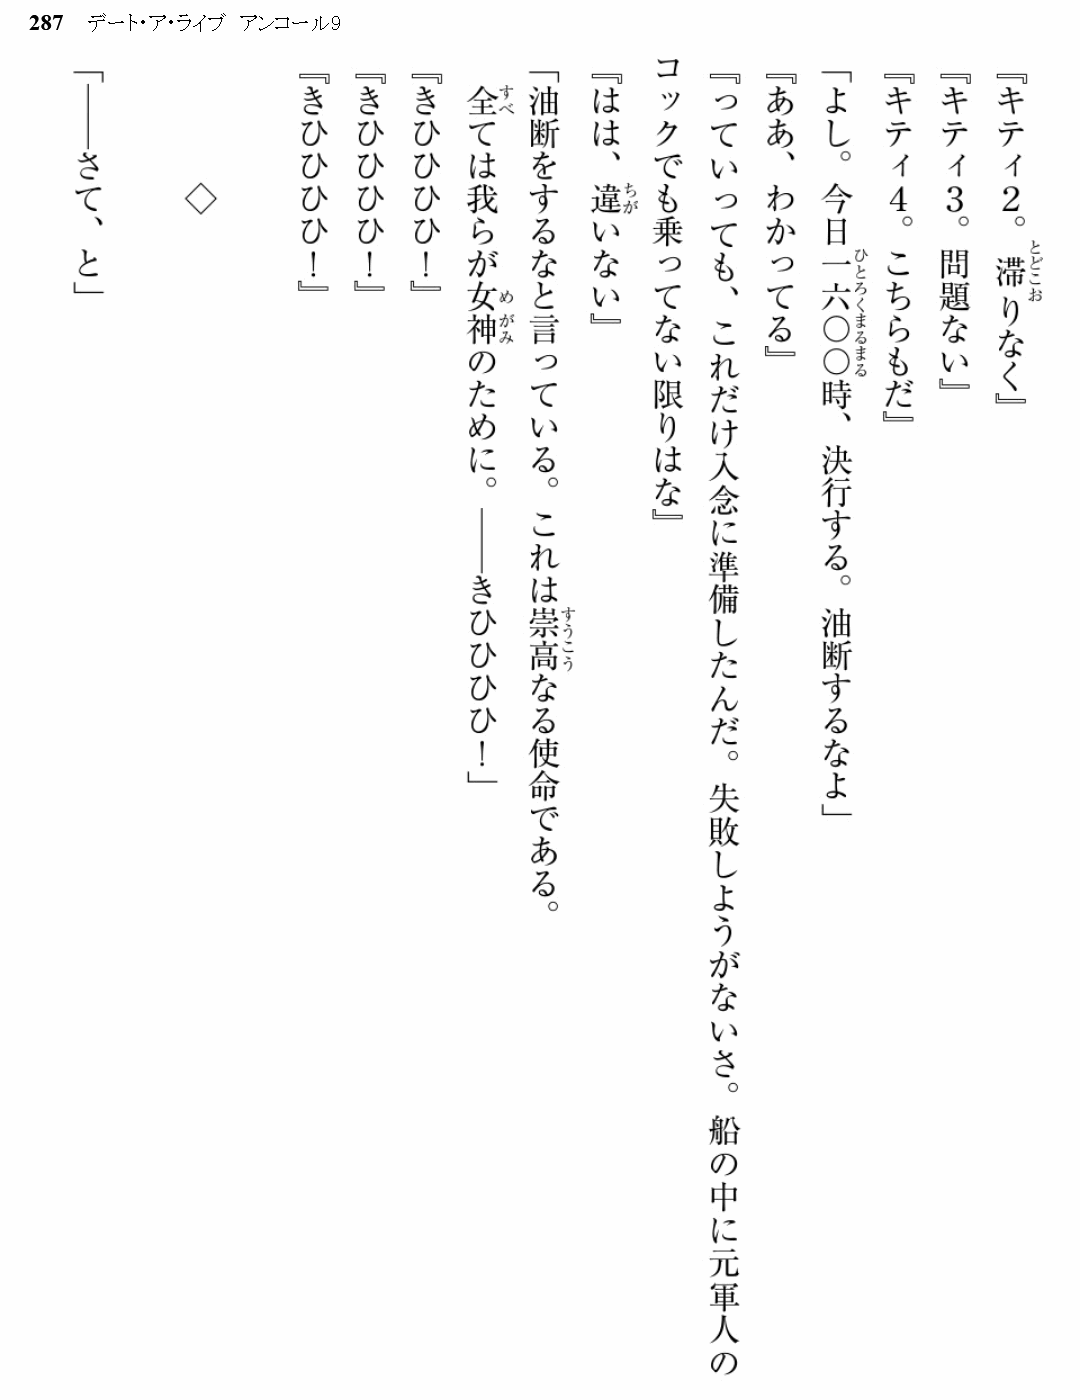 287 デート・ア・ライブ アンコール9
『キティ２。滞りなく』
『キティ３。問題ない』
『キティ４。こちらもだ』
「よし。今日一六〇〇時、決行する。油断するなよ」
『ああ、わかってる』
『っていっても、これだけ入念に準備したんだ。失敗しようがないさ。船の中に元軍人の
コックでも乗ってない限りはな』
『はは、違いない』
「油断をするなと言っている。これは崇高なる使命である。
全ては我らが女神のために。――きひひひひ！」
『きひひひひ！』
『きひひひひ！』
『きひひひひ！』
◇
「――さて、と」